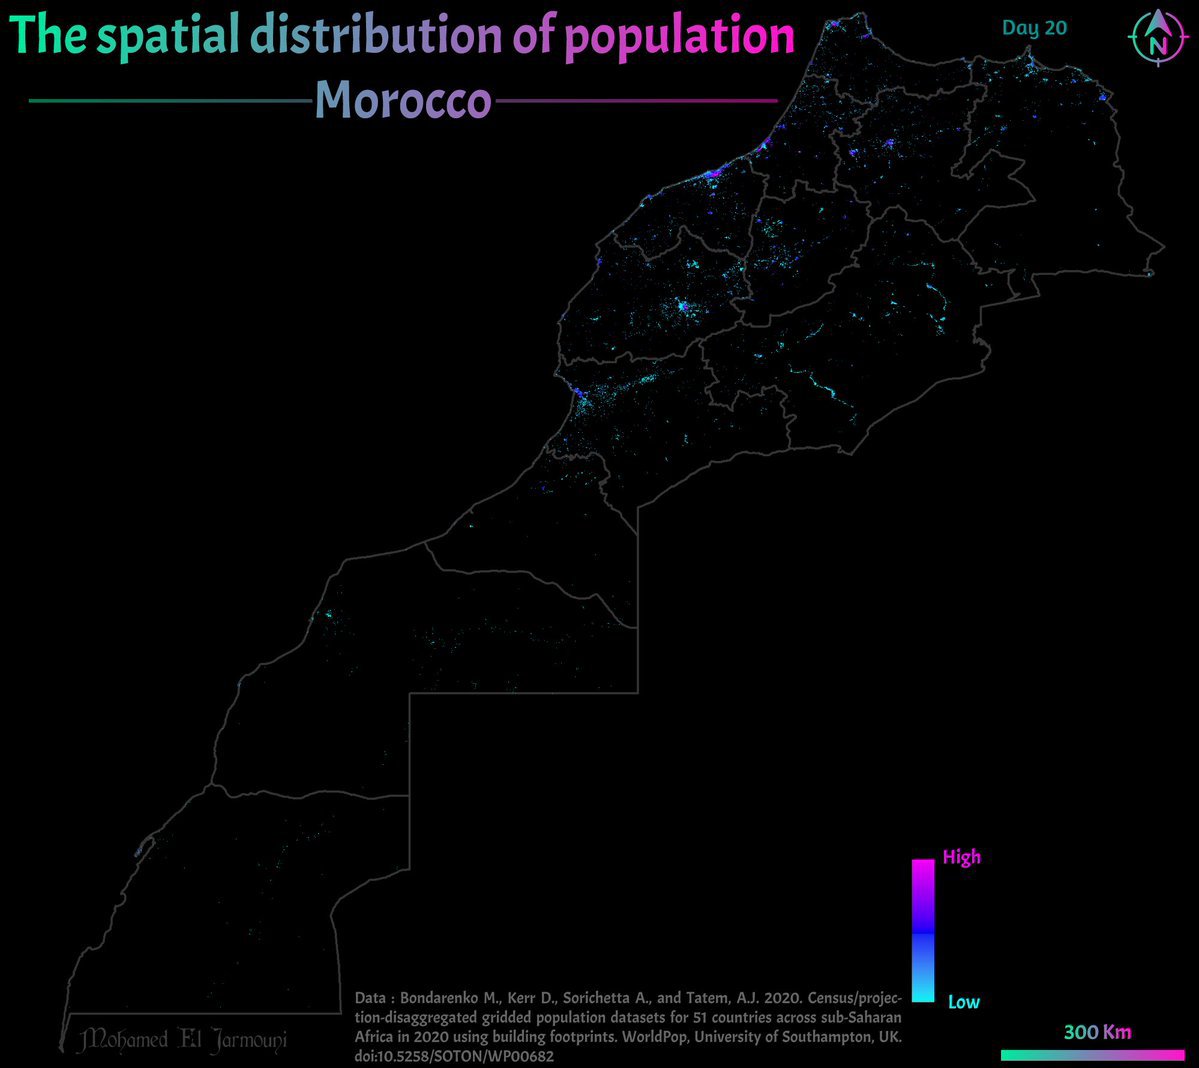 The spatial distribution of population
Morocco
Day 20
N
High
Low
300 Km
Data : Bondarenko M., Kerr D., Sorichetta A., and Tatem, A.J. 2020. Census/projec-
tion-disaggregated gridded population datasets for 51 countries across sub-Saharan
Africa in 2020 using building footprints. WorldPop, University of Southampton, UK.
doi:10.5258/SOTON/WP00682
Mohamed El Jarmouni